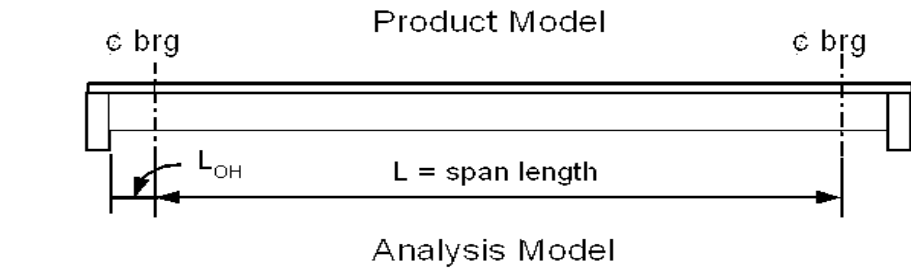 Product Model
¢ brg
¢ brg
L_OH
L = span length
Analysis Model